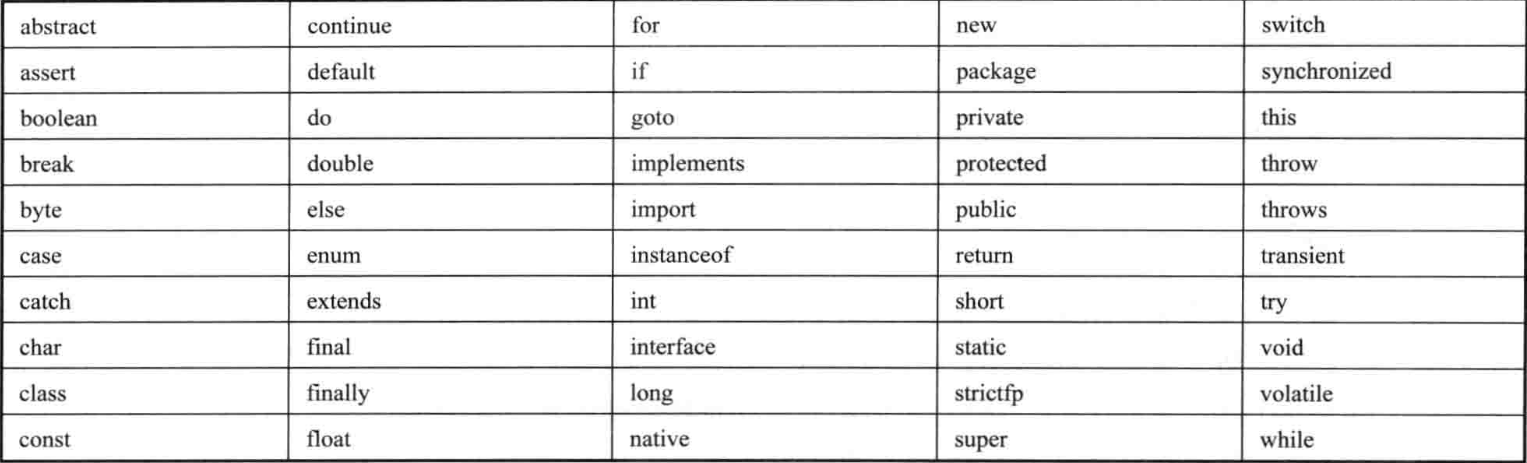 abstract continue for new switch
assert default if package synchronized
boolean do goto private this
break double implements protected throw
byte else import public throws
case enum instanceof return transient
catch extends int short try
char final interface static void
class finally long strictfp volatile
const float native super while